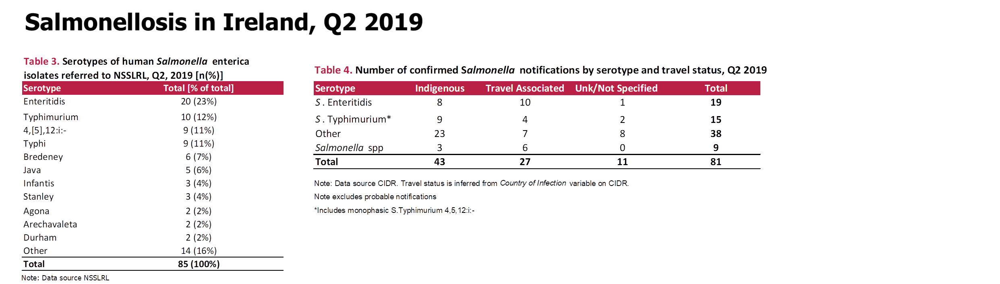 Salmonellosis in Ireland, Q2 2019
Table 3. Serotypes of human Salmonella enterica
isolates referred to NSSLRL, Q2, 2019 [n(%)]
Serotype Total [% of total]
Enteritidis 20 (23%)
Typhimurium 10 (12%)
4,[5],12:i:- 9 (11%)
Typhi 9 (11%)
Bredeney 6 (7%)
Java 5 (6%)
Infantis 3 (4%)
Stanley 3 (4%)
Agona 2 (2%)
Arechavaleta 2 (2%)
Durham 2 (2%)
Other 14 (16%)
Total 85 (100%)
Note: Data source NSSLRL
Table 4. Number of confirmed Salmonella notifications by serotype and travel status, Q2 2019
Serotype Indigenous Travel Associated Unk/Not Specified Total
S. Enteritidis 8 10 1 19
S. Typhimurium* 9 4 2 15
Other 23 7 8 38
Salmonella spp 3 6 0 9
Total 43 27 11 81
Note: Data source CIDR. Travel status is inferred from Country of Infection variable on CIDR.
Note excludes probable notifications
*Includes monophasic S.Typhimurium 4,5,12:i:-